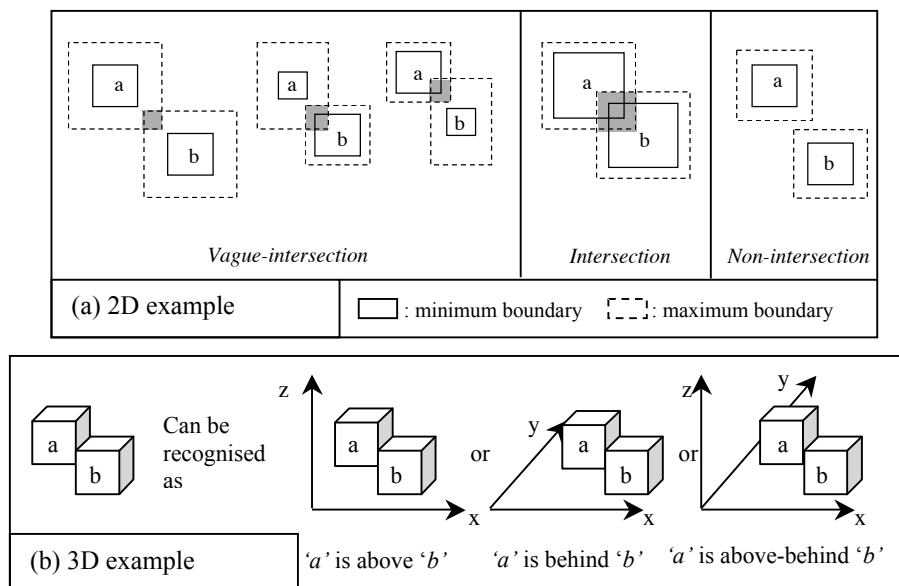 a
b
a
b
a
b
a
b
a
b
Vague-intersection
Intersection
Non-intersection
(a) 2D example
: minimum boundary
: maximum boundary
a
b
Can be
recognised
as
z
a
b
x
or
y
a
b
x
or
z
y
a
b
x
‘a’ is above ‘b’
‘a’ is behind ‘b’
‘a’ is above-behind ‘b’
(b) 3D example